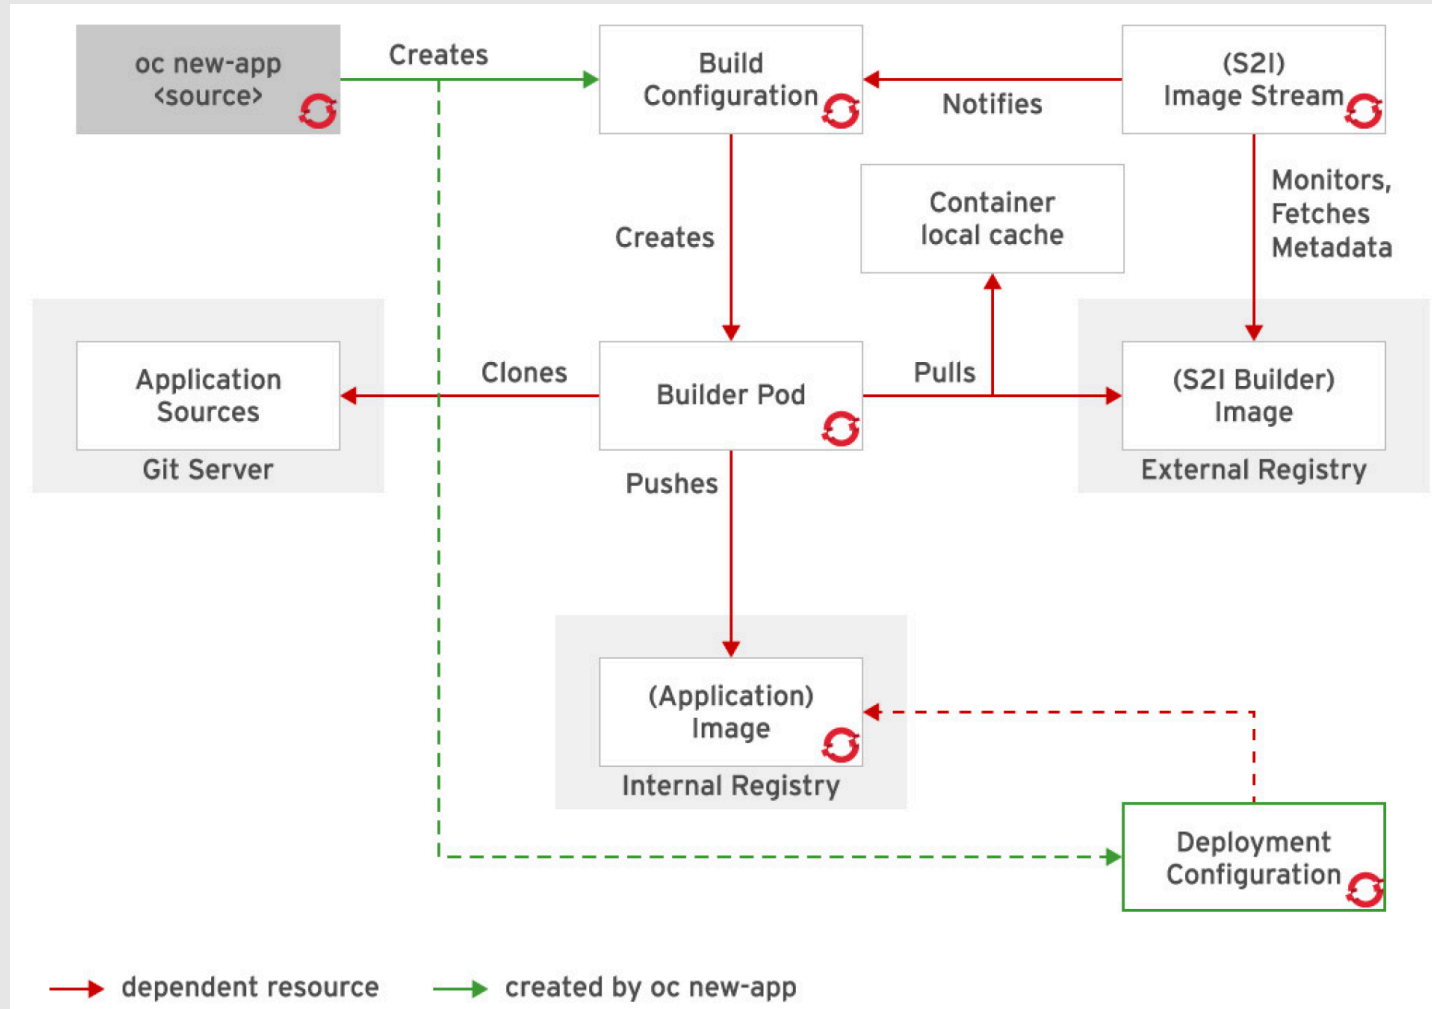 oc new-app
<source>
Creates
Build
Configuration
Notifies
(S2I)
Image Stream
Monitors,
Fetches
Metadata
Container
local cache
Creates
Application
Sources
Git Server
Clones
Builder Pod
Pulls
(S2I Builder)
Image
External Registry
Pushes
(Application)
Image
Internal Registry
Deployment
Configuration
dependent resource
created by oc new-app